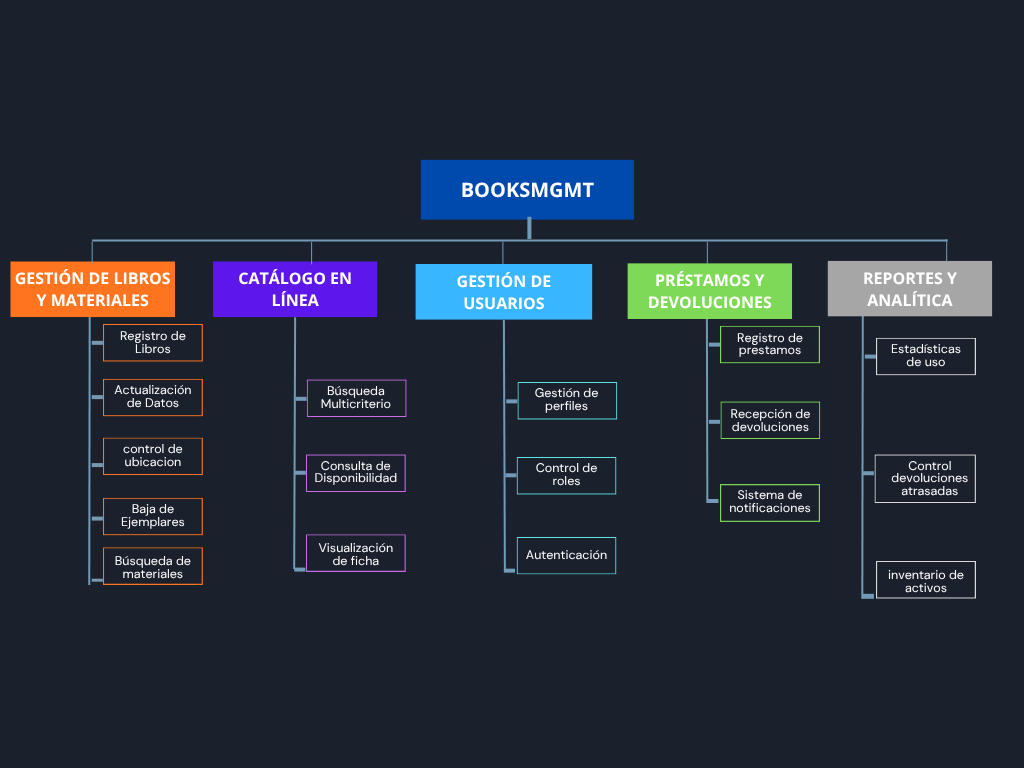 BOOKSMGMT
GESTIÓN DE LIBROS
Y MATERIALES
Registro de
Libros
Actualización
de Datos
control de
ubicacion
Baja de
Ejemplares
Búsqueda de
materiales
CATÁLOGO EN
LÍNEA
Búsqueda
Multicriterio
Consulta de
Disponibilidad
Visualización
de ficha
GESTIÓN DE
USUARIOS
Gestión de
perfiles
Control de
roles
Autenticación
PRÉSTAMOS Y
DEVOLUCIONES
Registro de
prestamos
Recepción de
devoluciones
Sistema de
notificaciones
REPORTES Y
ANALÍTICA
Estadísticas
de uso
Control
devoluciones
atrasadas
inventario de
activos